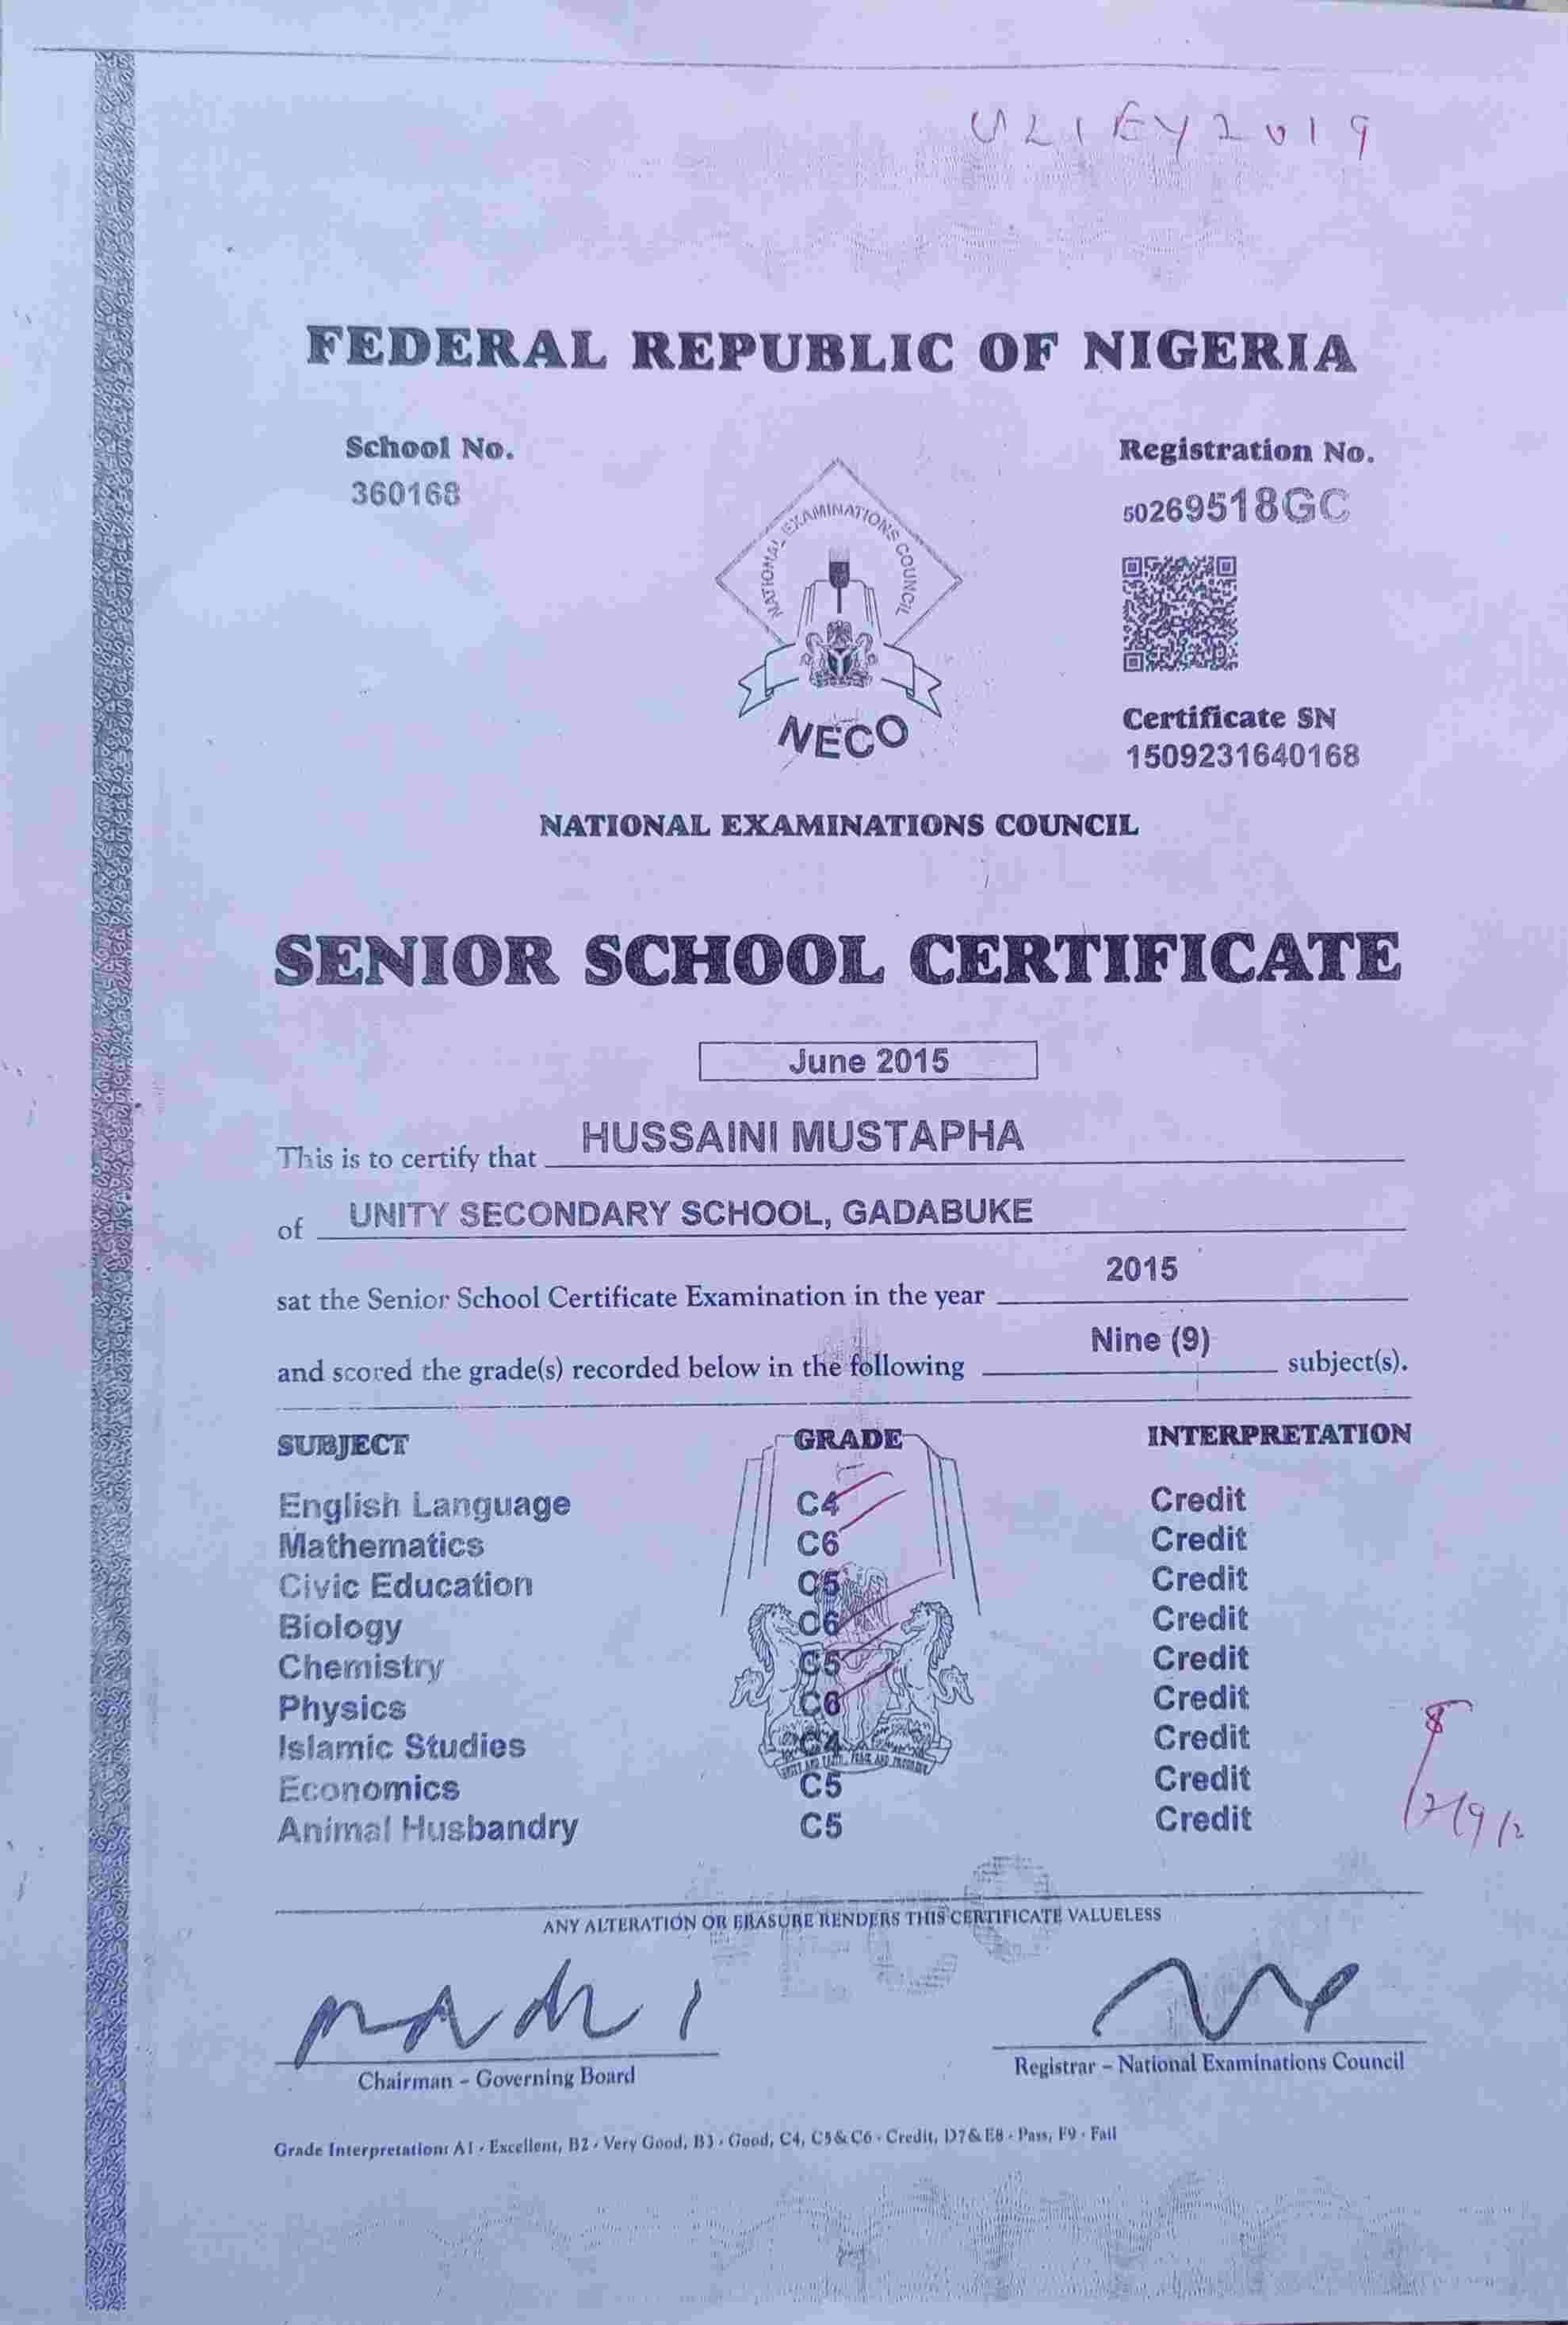 FEDERAL REPUBLIC OF NIGERIA
School No.
360168
Registration No.
50269518GC
NATIONAL EXAMINATIONS COUNCIL
NECO
Certificate SN
1509231640168
NATIONAL EXAMINATIONS COUNCIL
SENIOR SCHOOL CERTIFICATE
June 2015
This is to certify that HUSSAINI MUSTAPHA
of UNITY SECONDARY SCHOOL, GADABUKE
sat the Senior School Certificate Examination in the year 2015
and scored the grade(s) recorded below in the following Nine (9) subject(s).
SUBJECT GRADE INTERPRETATION
English Language C4 Credit
Mathematics C6 Credit
Civic Education C5 Credit
Biology C6 Credit
Chemistry C5 Credit
Physics C6 Credit
Islamic Studies C4 Credit
Economics C5 Credit
Animal Husbandry C5 Credit
ANY ALTERATION OR ERASURE RENDERS THIS CERTIFICATE VALUELESS
Chairman - Governing Board
Registrar - National Examinations Council
Grade Interpretation: A1 - Excellent, B2 - Very Good, B3 - Good, C4, C5 & C6 - Credit, D7 & E8 - Pass, F9 - Fail